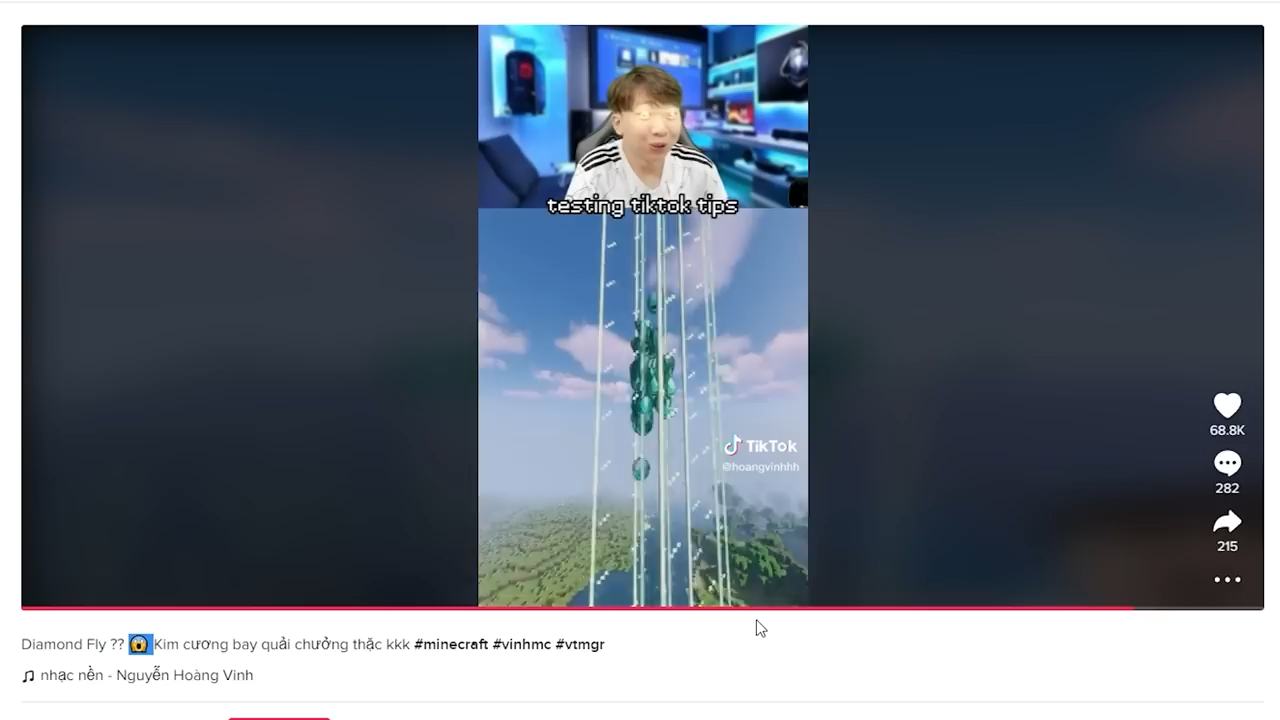 testing tiktok tips
TikTok
@hoangvinhhh
68.8K
282
215
Diamond Fly ?? 😱Kim cương bay quải chưởng thặc kkk #minecraft #vinhmc #vtmgr
nhạc nền - Nguyễn Hoàng Vinh